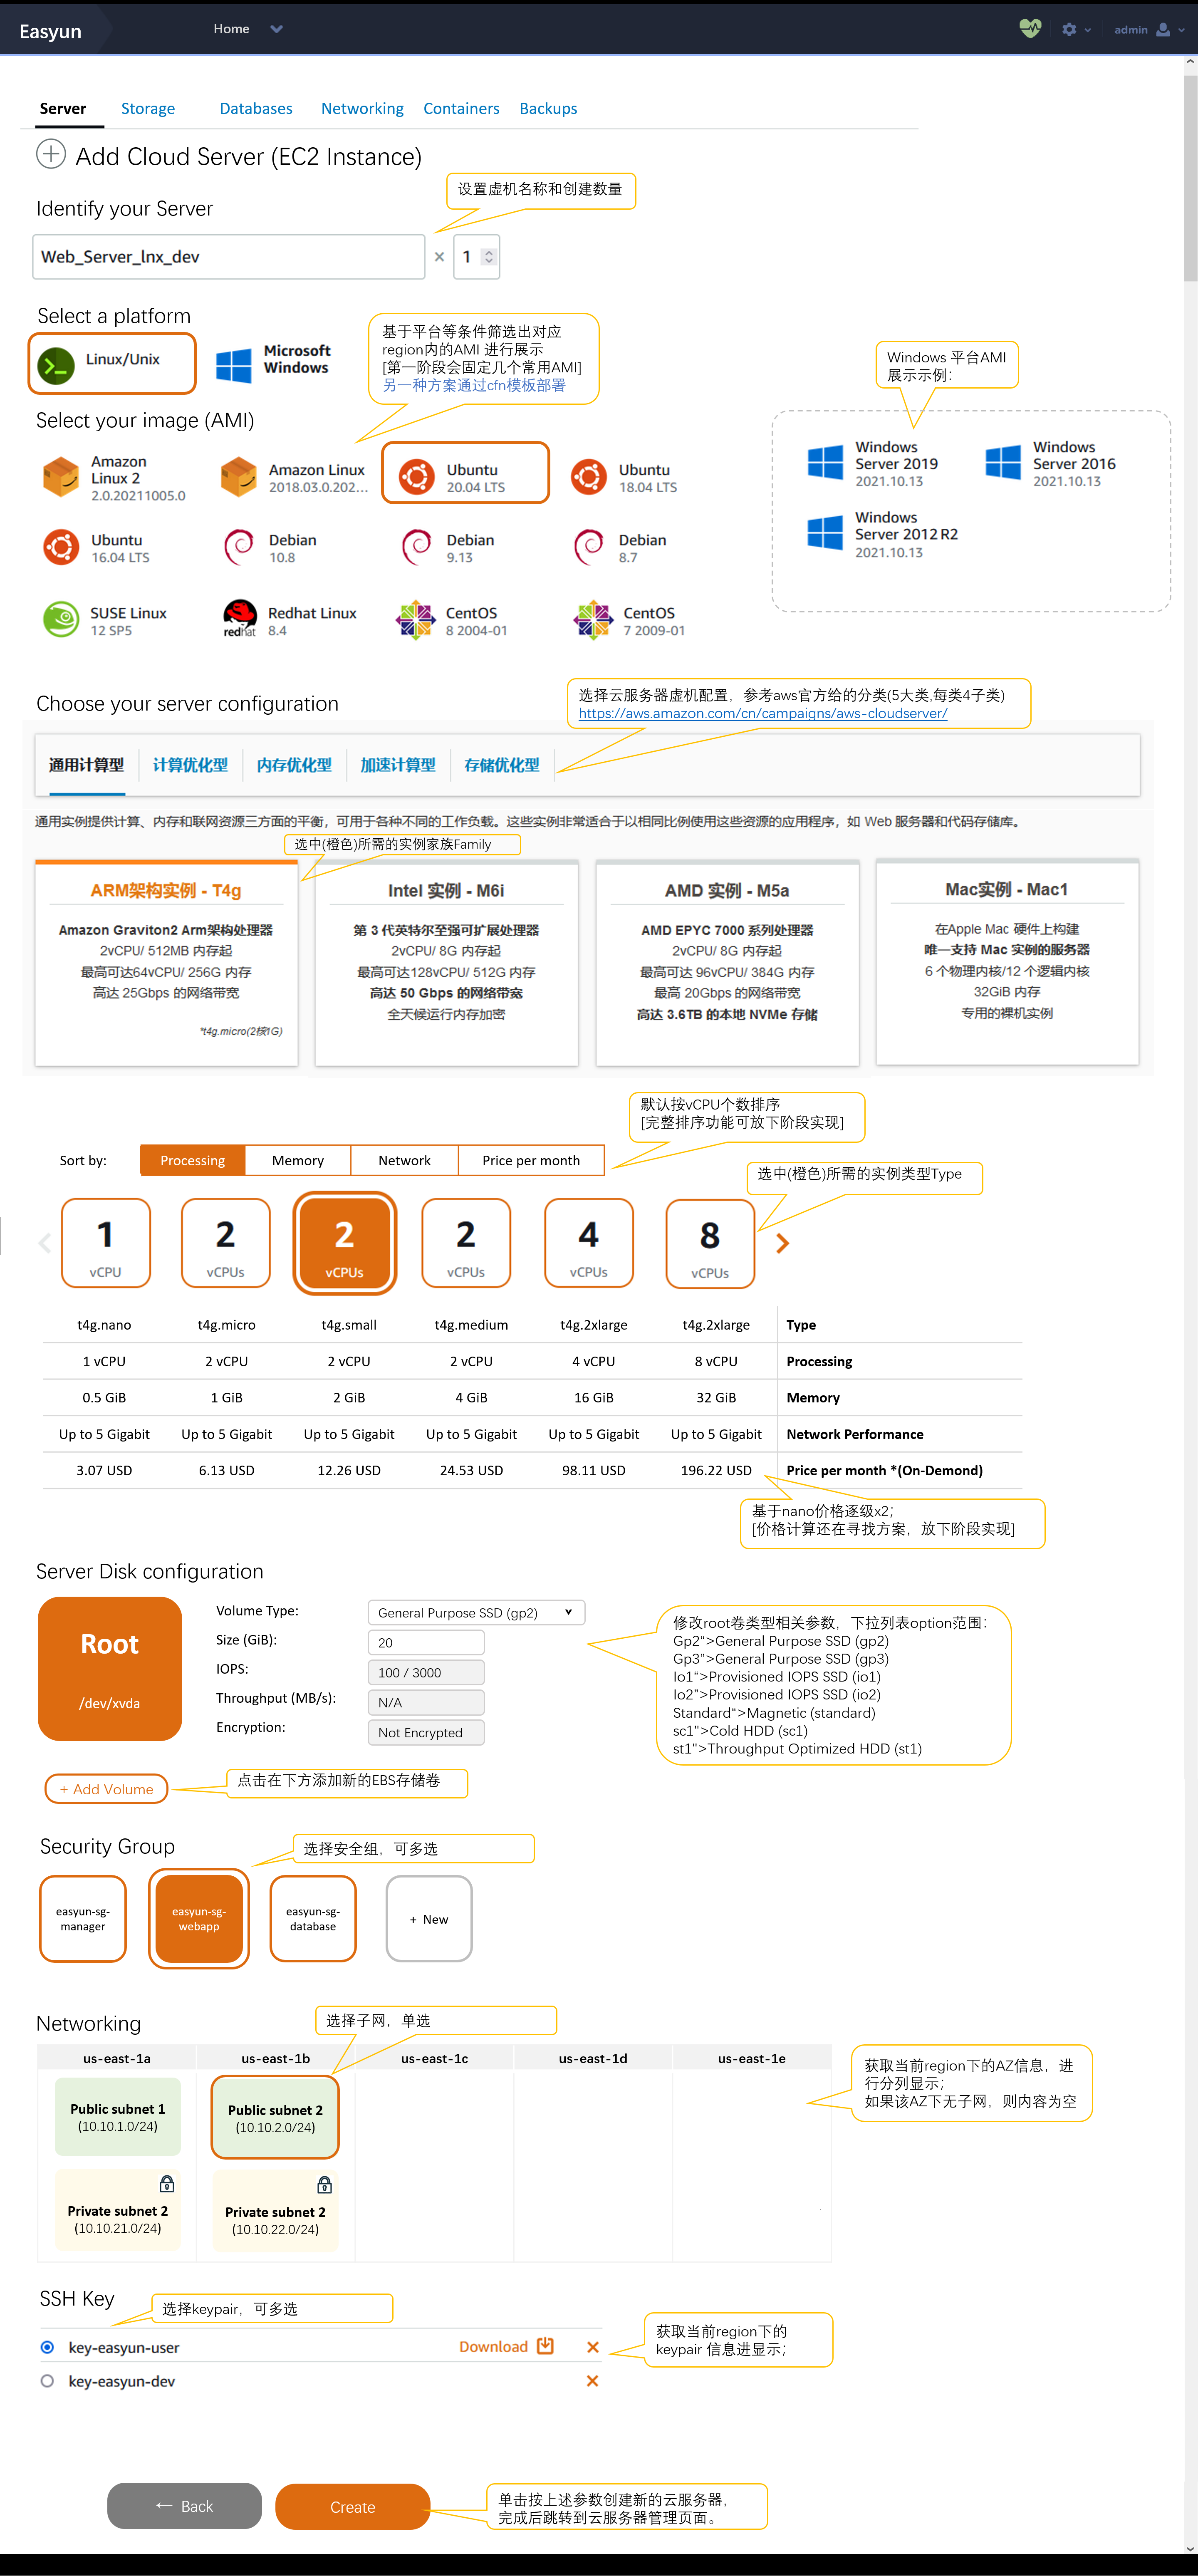 Easyun
Home
admin
Server
Storage
Databases
Networking
Containers
Backups
Add Cloud Server (EC2 Instance)
设置虚机名称和创建数量
Identify your Server
Web_Server_lnx_dev
×
1
Select a platform
Linux/Unix
Microsoft
Windows
基于平台等条件筛选出对应
region内的AMI 进行展示
[第一阶段会固定几个常用AMI]
另一种方案通过cfn模板部署
Windows 平台AMI
展示示例:
Select your image (AMI)
Amazon
Linux 2
2.0.20211005.0
Amazon Linux
2018.03.0.202...
Ubuntu
20.04 LTS
Ubuntu
18.04 LTS
Ubuntu
16.04 LTS
Debian
10.8
Debian
9.13
Debian
8.7
SUSE Linux
12 SP5
redhat
Redhat Linux
8.4
CentOS
8 2004-01
CentOS
7 2009-01
Windows
Server 2019
2021.10.13
Windows
Server 2016
2021.10.13
Windows
Server 2012 R2
2021.10.13
Choose your server configuration
选择云服务器虚机配置，参考aws官方给的分类(5大类,每类4子类)
https://aws.amazon.com/cn/campaigns/aws-cloudserver/
通用计算型
计算优化型
内存优化型
加速计算型
存储优化型
通用实例提供计算、内存和联网资源三方面的平衡，可用于各种不同的工作负载。这些实例非常适合于以相同比例使用这些资源的应用程序，如 Web 服务器和代码存储库。
选中(橙色)所需的实例家族Family
ARM架构实例 - T4g
Amazon Graviton2 Arm架构处理器
2vCPU/ 512MB 内存起
最高可达64vCPU/ 256G 内存
高达 25Gbps 的网络带宽
*t4g.micro(2核1G)
Intel 实例 - M6i
第 3 代英特尔至强可扩展处理器
2vCPU/ 8G 内存起
最高可达128vCPU/ 512G 内存
高达 50 Gbps 的网络带宽
全天候运行内存加密
AMD 实例 - M5a
AMD EPYC 7000 系列处理器
2vCPU/ 8G 内存起
最高可达 96vCPU/ 384G 内存
最高 20Gbps 的网络带宽
高达 3.6TB 的本地 NVMe 存储
Mac实例 - Mac1
在Apple Mac 硬件上构建
唯一支持 Mac 实例的服务器
6 个物理内核/12 个逻辑内核
32GiB 内存
专用的裸机实例
默认按vCPU个数排序
[完整排序功能可放下阶段实现]
Sort by:
Processing
Memory
Network
Price per month
选中(橙色)所需的实例类型Type
1
vCPU
2
vCPUs
2
vCPUs
2
vCPUs
4
vCPUs
8
vCPUs
t4g.nano t4g.micro t4g.small t4g.medium t4g.2xlarge t4g.2xlarge Type
1 vCPU 2 vCPU 2 vCPU 2 vCPU 4 vCPU 8 vCPU Processing
0.5 GiB 1 GiB 2 GiB 4 GiB 16 GiB 32 GiB Memory
Up to 5 Gigabit Up to 5 Gigabit Up to 5 Gigabit Up to 5 Gigabit Up to 5 Gigabit Up to 5 Gigabit Network Performance
3.07 USD 6.13 USD 12.26 USD 24.53 USD 98.11 USD 196.22 USD Price per month *(On-Demond)
基于nano价格逐级x2;
[价格计算还在寻找方案，放下阶段实现]
Server Disk configuration
Root
/dev/xvda
Volume Type:
General Purpose SSD (gp2)
Size (GiB):
20
IOPS:
100 / 3000
Throughput (MB/s):
N/A
Encryption:
Not Encrypted
修改root卷类型相关参数，下拉列表option范围:
Gp2“>General Purpose SSD (gp2)
Gp3”>General Purpose SSD (gp3)
Io1“>Provisioned IOPS SSD (io1)
Io2”>Provisioned IOPS SSD (io2)
Standard“>Magnetic (standard)
sc1">Cold HDD (sc1)
st1">Throughput Optimized HDD (st1)
+ Add Volume
点击在下方添加新的EBS存储卷
Security Group
选择安全组，可多选
easyun-sg-
manager
easyun-sg-
webapp
easyun-sg-
database
+ New
Networking
选择子网，单选
us-east-1a
us-east-1b
us-east-1c
us-east-1d
us-east-1e
Public subnet 1
(10.10.1.0/24)
Public subnet 2
(10.10.2.0/24)
Private subnet 2
(10.10.21.0/24)
Private subnet 2
(10.10.22.0/24)
获取当前region下的AZ信息，进
行分列显示;
如果该AZ下无子网，则内容为空
SSH Key
选择keypair，可多选
key-easyun-user
Download
key-easyun-dev
获取当前region下的
keypair 信息进显示;
← Back
Create
单击按上述参数创建新的云服务器，
完成后跳转到云服务器管理页面。